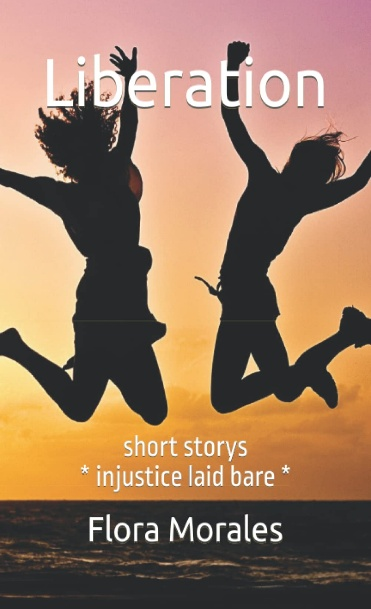 Liberation
short storys
* injustice laid bare *
Flora Morales